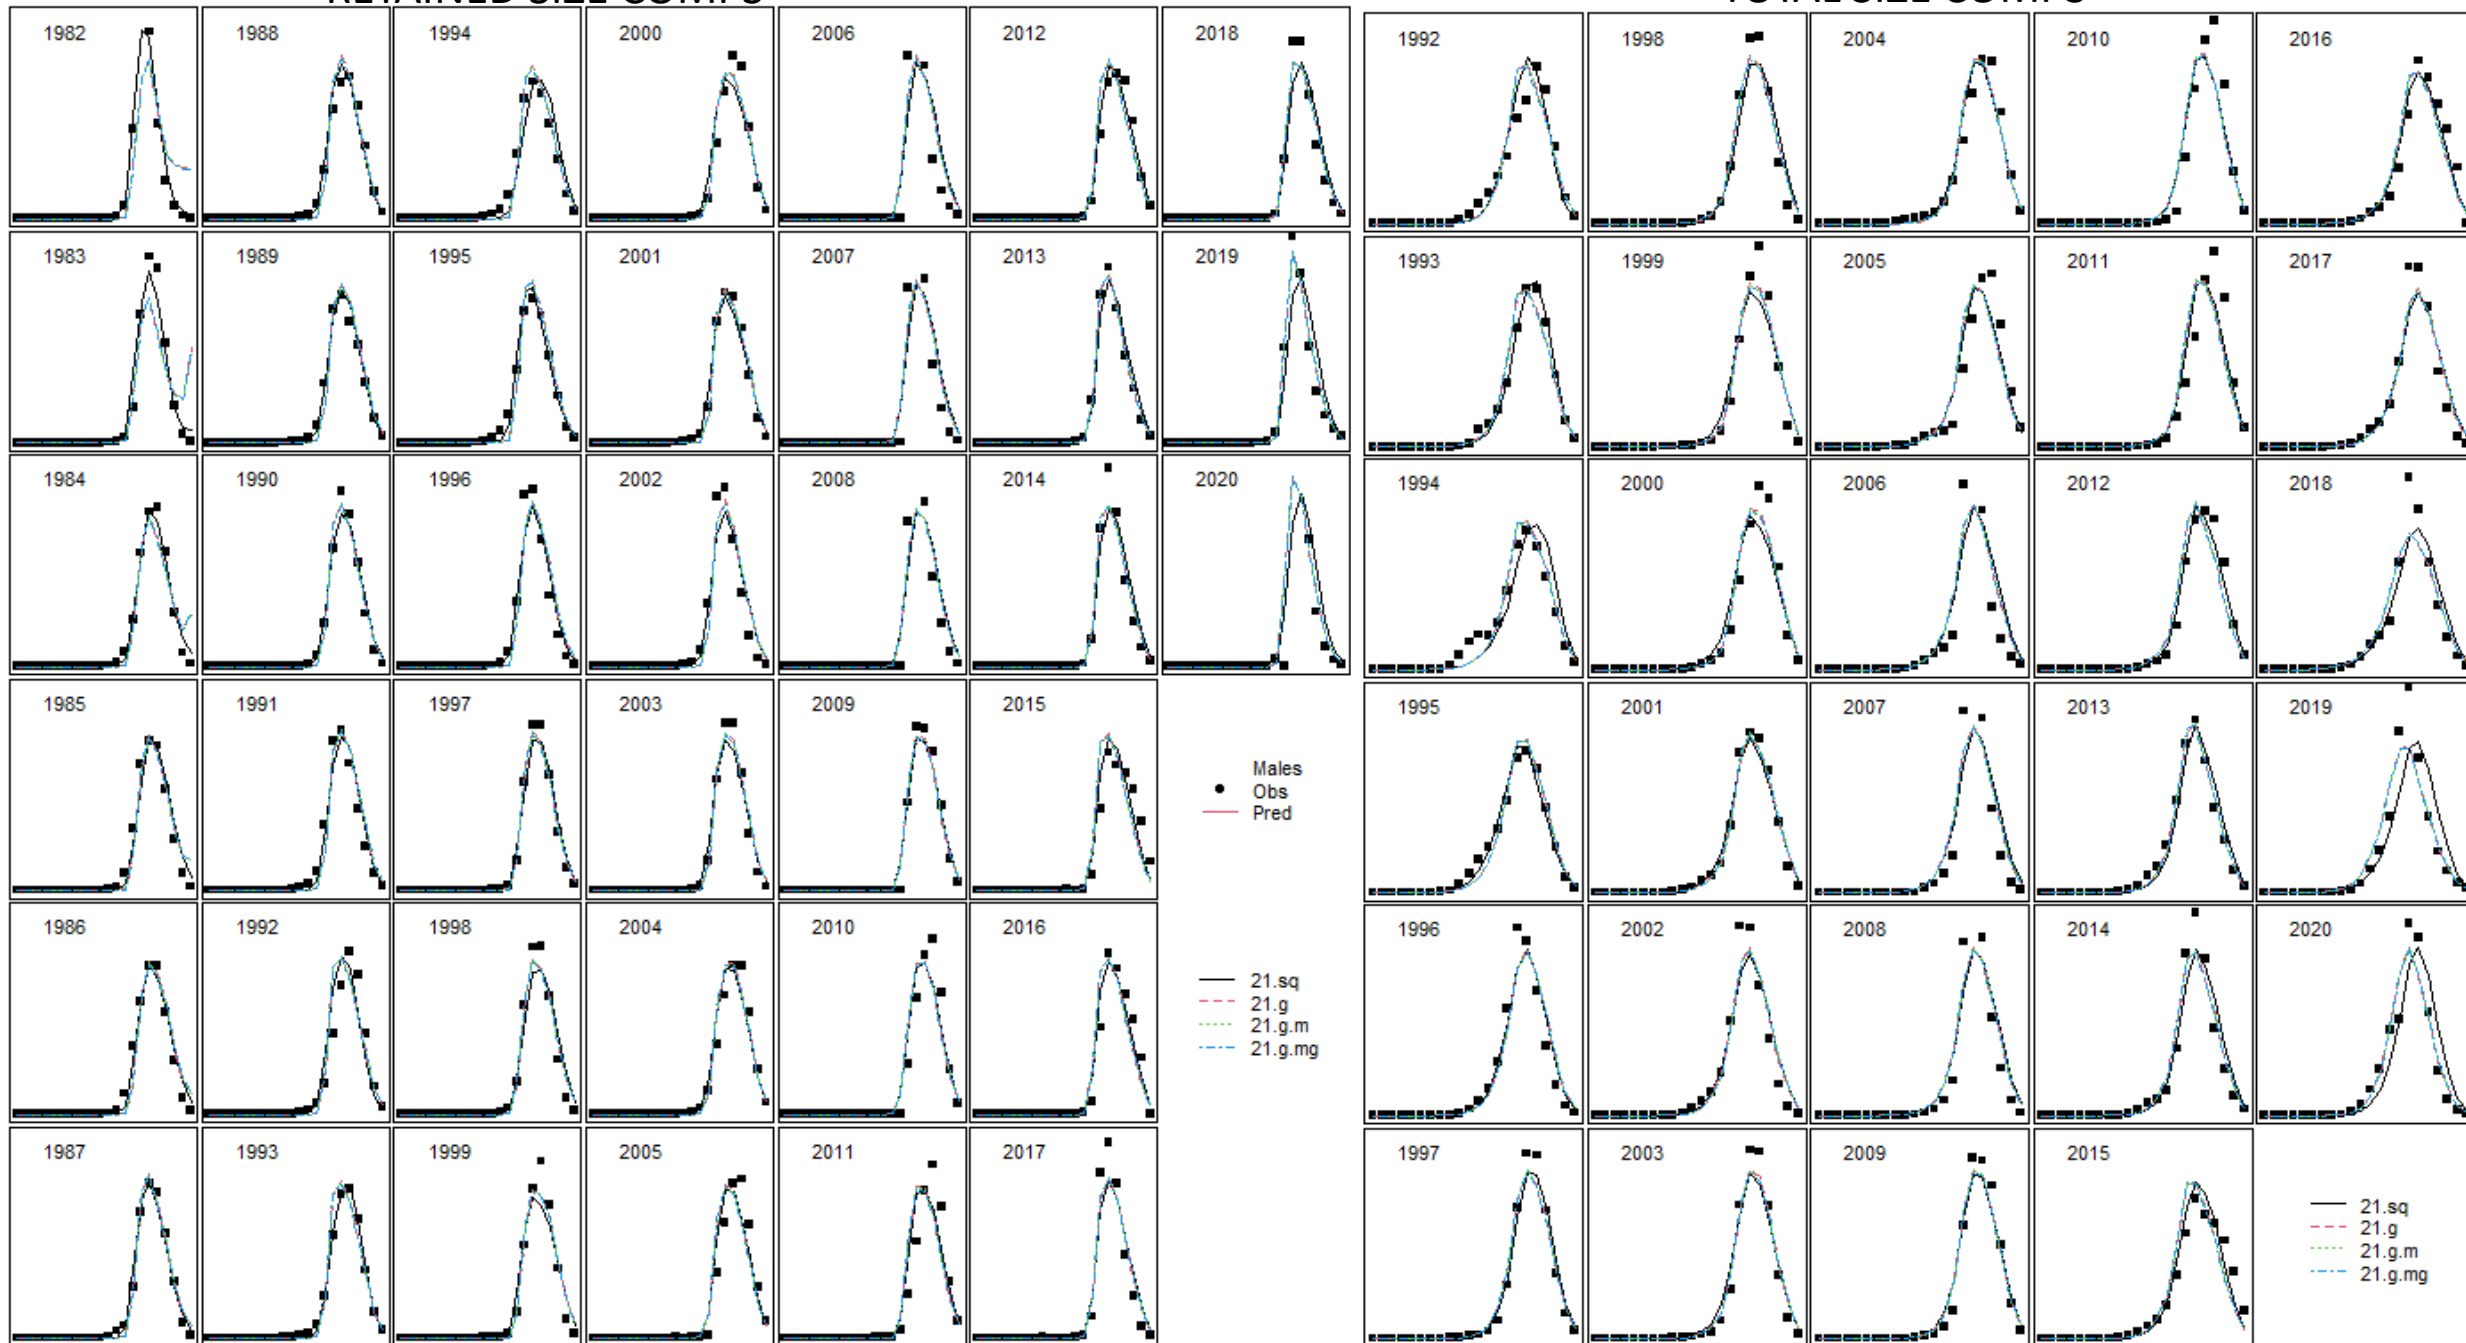 1982 1988 1994 2000 2006 2012 2018
1983 1989 1995 2001 2007 2013 2019
1984 1990 1996 2002 2008 2014 2020
1985 1991 1997 2003 2009 2015
Males
Obs
Pred
1986 1992 1998 2004 2010 2016
21.sq
21.g
21.g.m
21.g.mg
1987 1993 1999 2005 2011 2017
1992 1998 2004 2010 2016
1993 1999 2005 2011 2017
1994 2000 2006 2012 2018
1995 2001 2007 2013 2019
1996 2002 2008 2014 2020
1997 2003 2009 2015
21.sq
21.g
21.g.m
21.g.mg